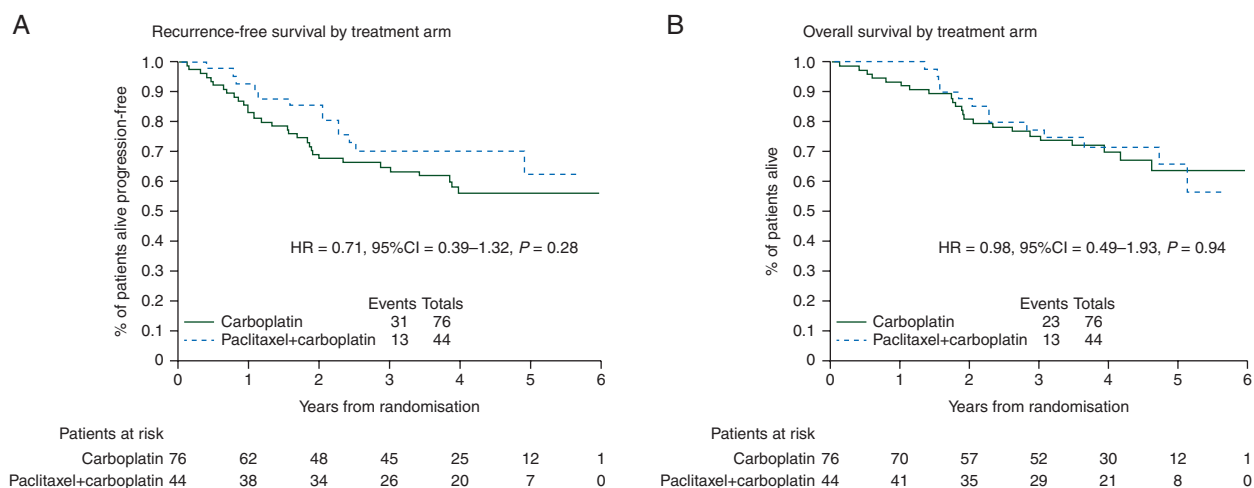 A
Recurrence-free survival by treatment arm
% of patients alive progression-free
1.0
0.9
0.8
0.7
0.6
0.5
0.4
0.3
0.2
0.1
0
HR = 0.71, 95%CI = 0.39–1.32, P = 0.28
Events Totals
Carboplatin 31 76
Paclitaxel+carboplatin 13 44
0 1 2 3 4 5 6
Years from randomisation
Patients at risk
Carboplatin 76 62 48 45 25 12 1
Paclitaxel+carboplatin 44 38 34 26 20 7 0
B
Overall survival by treatment arm
% of patients alive
1.0
0.9
0.8
0.7
0.6
0.5
0.4
0.3
0.2
0.1
0
HR = 0.98, 95%CI = 0.49–1.93, P = 0.94
Events Totals
Carboplatin 23 76
Paclitaxel+carboplatin 13 44
0 1 2 3 4 5 6
Years from randomisation
Patients at risk
Carboplatin 76 70 57 52 30 12 1
Paclitaxel+carboplatin 44 41 35 29 21 8 0